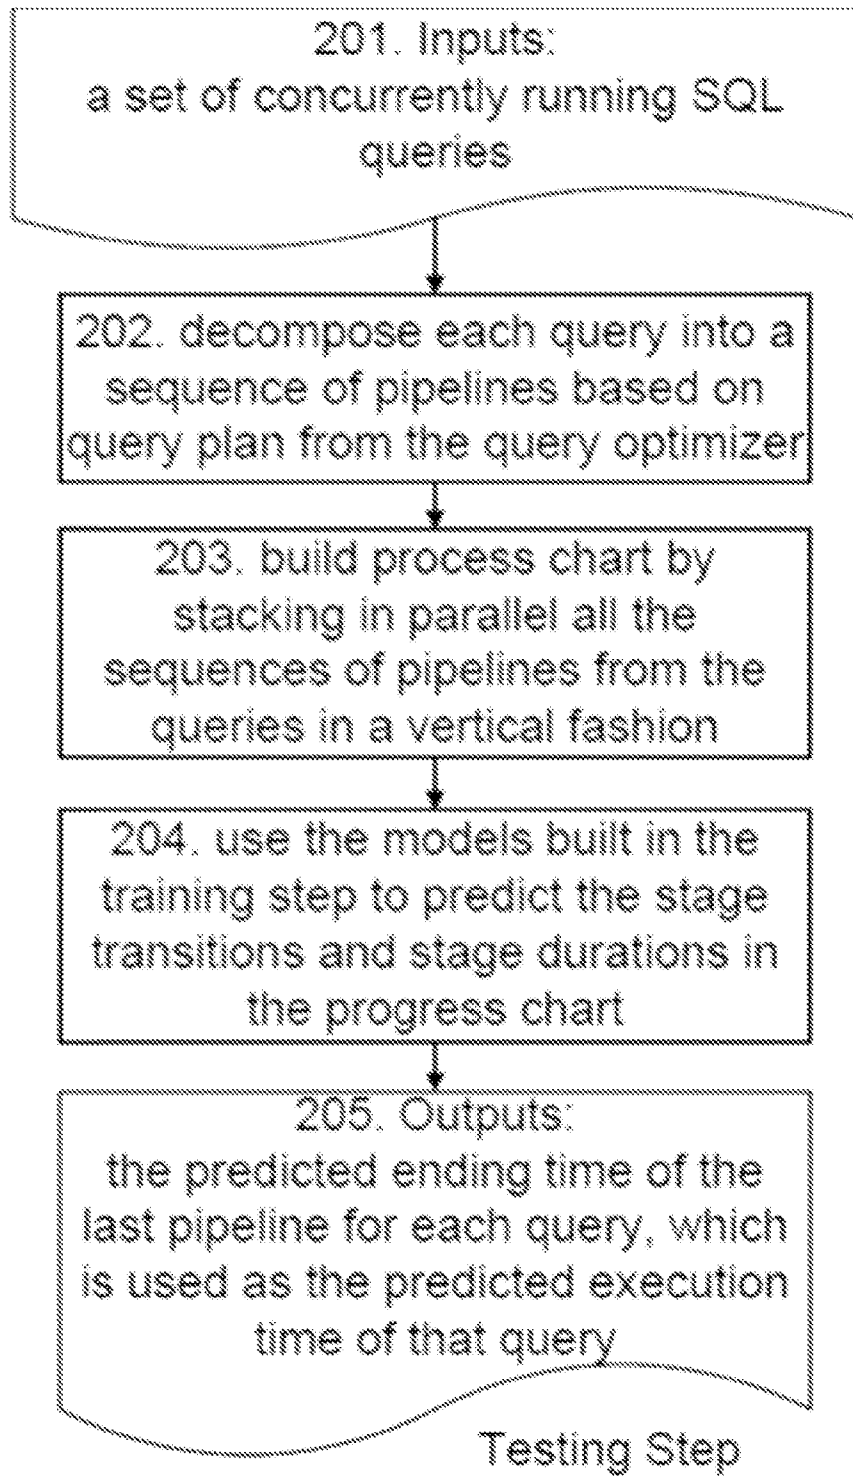 201. Inputs:
a set of concurrently running SQL
queries
202. decompose each query into a
sequence of pipelines based on
query plan from the query optimizer
203. build process chart by
stacking in parallel all the
sequences of pipelines from the
queries in a vertical fashion
204. use the models built in the
training step to predict the stage
transitions and stage durations in
the progress chart
205. Outputs:
the predicted ending time of the
last pipeline for each query, which
is used as the predicted execution
time of that query
Testing Step